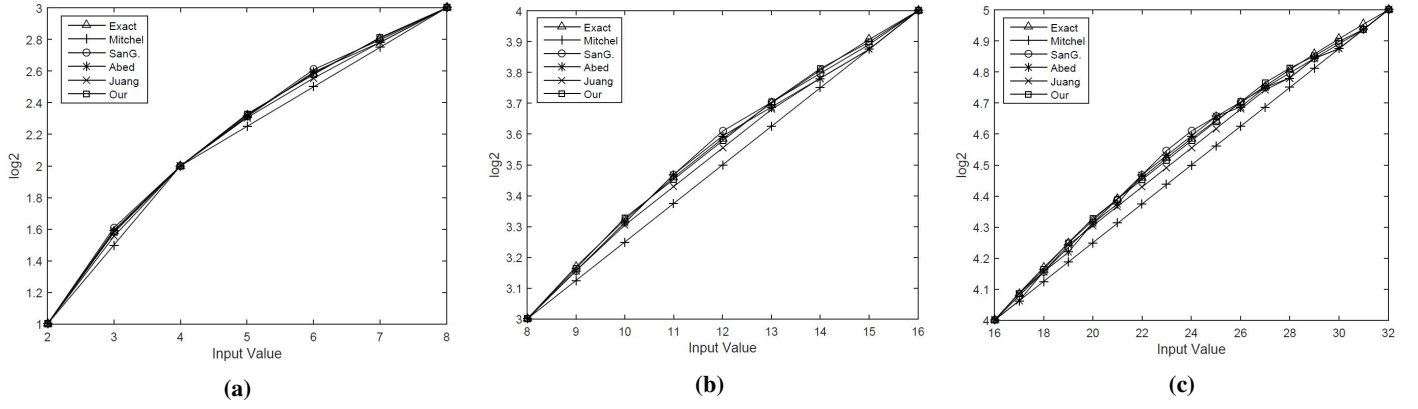 3
2.8
2.6
2.4
2.2
2
1.8
1.6
1.4
1.2
1
log2
Exact
Mitchel
SanG.
Abed
Juang
Our
2 3 4 5 6 7 8
Input Value
(a)
4
3.9
3.8
3.7
3.6
3.5
3.4
3.3
3.2
3.1
3
log2
Exact
Mitchel
SanG.
Abed
Juang
Our
8 9 10 11 12 13 14 15 16
Input Value
(b)
5
4.9
4.8
4.7
4.6
4.5
4.4
4.3
4.2
4.1
4
log2
Exact
Mitchel
SanG.
Abed
Juang
Our
16 18 20 22 24 26 28 30 32
Input Value
(c)